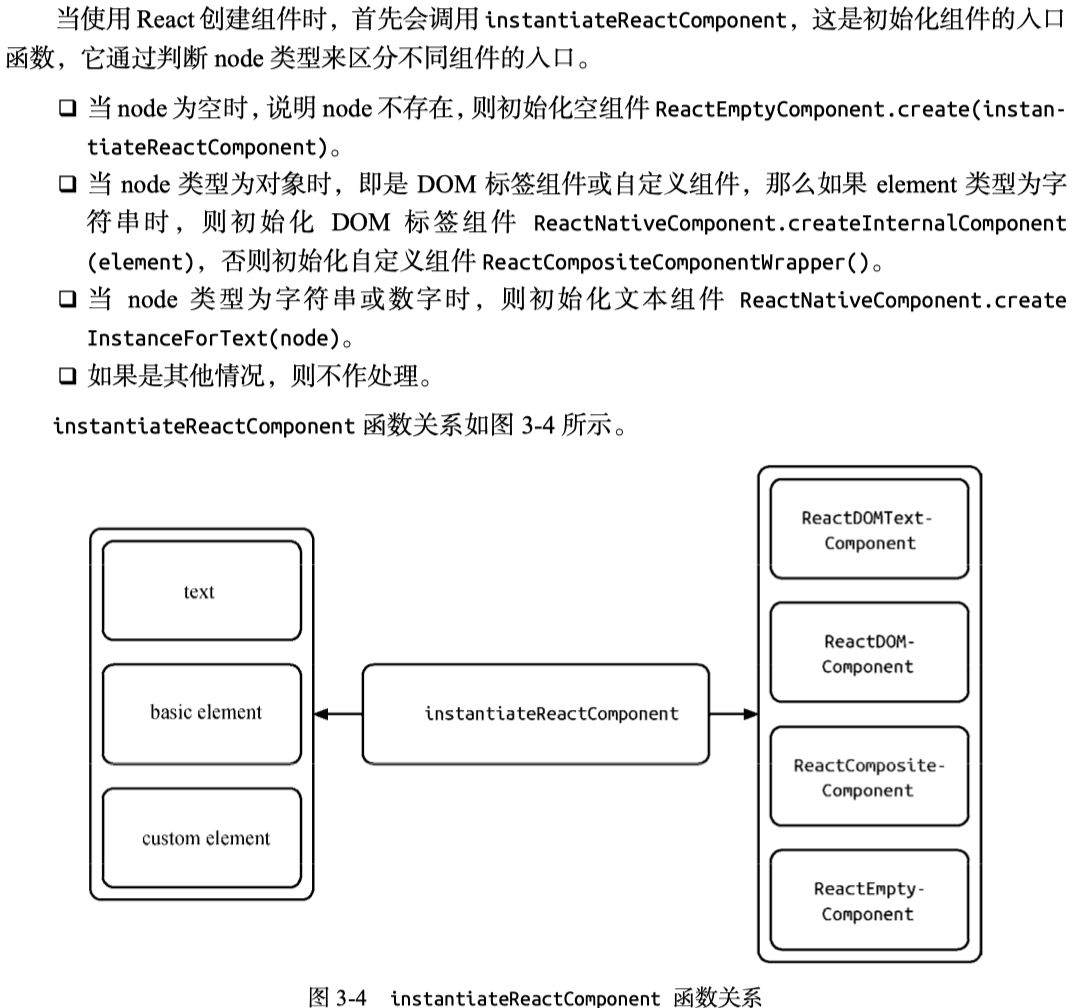 当使用 React 创建组件时，首先会调用 instantiateReactComponent，这是初始化组件的入口
函数，它通过判断 node 类型来区分不同组件的入口。
❑ 当 node 为空时，说明 node 不存在，则初始化空组件 ReactEmptyComponent.create(instan-
tiateReactComponent)。
❑ 当 node 类型为对象时，即是 DOM 标签组件或自定义组件，那么如果 element 类型为字
符串时，则初始化 DOM 标签组件 ReactNativeComponent.createInternalComponent
(element)，否则初始化自定义组件 ReactCompositeComponentWrapper()。
❑ 当 node 类型为字符串或数字时，则初始化文本组件 ReactNativeComponent.create
InstanceForText(node)。
❑ 如果是其他情况，则不作处理。
instantiateReactComponent 函数关系如图 3-4 所示。
text
basic element
custom element
instantiateReactComponent
ReactDOMText-
Component
ReactDOM-
Component
ReactComposite-
Component
ReactEmpty-
Component
图 3-4 instantiateReactComponent 函数关系